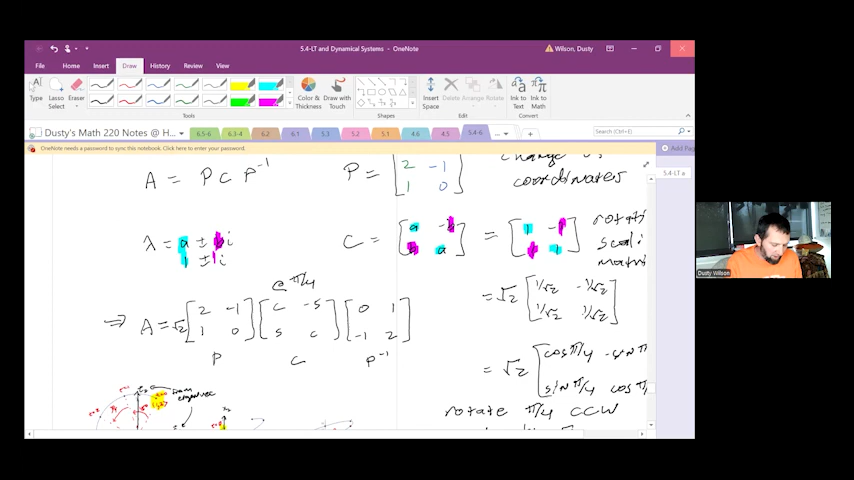 5.4-LT and Dynamical Systems - OneNote
Wilson, Dusty
File Home Insert Draw History Review View
Type Lasso Select Eraser
Color & Thickness Draw with Touch
Insert Space Delete Arrange Rotate
Ink to Text Ink to Math
Tools Shapes Edit Convert
Dusty's Math 220 Notes @ H...
6.5-6 6.3-4 6.2 6.1 5.3 5.2 5.1 4.6 4.5 5.4-6 ...
Search (Ctrl+E)
OneNote needs a password to sync this notebook. Click here to enter your password.
Add Pag
5.4-LT a
A = P C P⁻¹
P = [2 -1
1 0]
change of
coordinates
λ = a ± bi
1 ± 1i
C = [a -b
b a] = [1 -1
1 1]
rotati
scali
matri
@ π/4
= √2 [1/√2 -1/√2
1/√2 1/√2]
⇒ A = √2 [2 -1
1 0] [c -s
s c] [0 1
-1 2]
P C P⁻¹
= √2 [cos π/4 -sin π
sin π/4 cos π
rotate π/4 CCW
from
Dusty Wilson